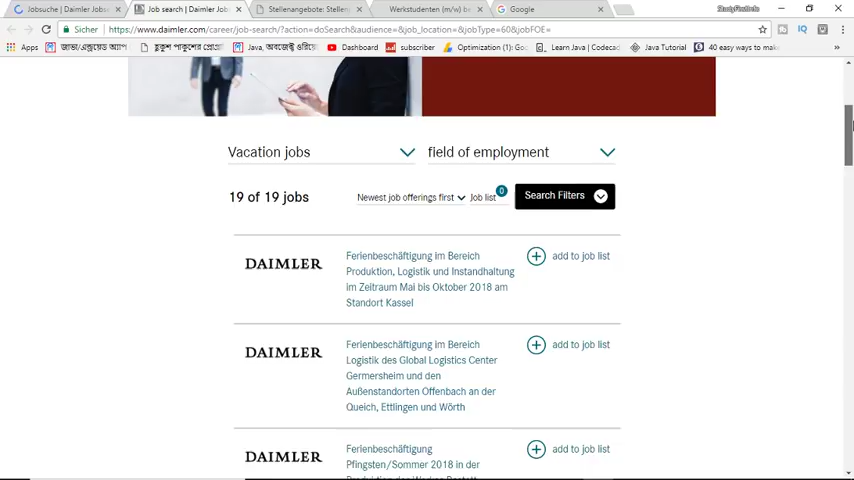 Jobsuche | Daimler Jobs
Job search | Daimler Job
Stellenangebote: Stellen
Werkstudenten (m/w) be
Google
Sicher
https://www.daimler.com/career/job-search/?action=doSearch&audience=&job_location=&jobType=60&jobFOE=
Apps
Java, অবজেক্ট ওরিয়ে
Dashboard
subscriber
Optimization (1): Goo
Learn Java | Codecad
Java Tutorial
40 easy ways to make
Vacation jobs
field of employment
19 of 19 jobs
Newest job offerings first
Job list
0
Search Filters
DAIMLER
Ferienbeschäftigung im Bereich
Produktion, Logistik und Instandhaltung
im Zeitraum Mai bis Oktober 2018 am
Standort Kassel
add to job list
DAIMLER
Ferienbeschäftigung im Bereich
Logistik des Global Logistics Center
Germersheim und den
Außenstandorten Offenbach an der
Queich, Ettlingen und Wörth
add to job list
DAIMLER
Ferienbeschäftigung
Pfingsten/Sommer 2018 in der
add to job list